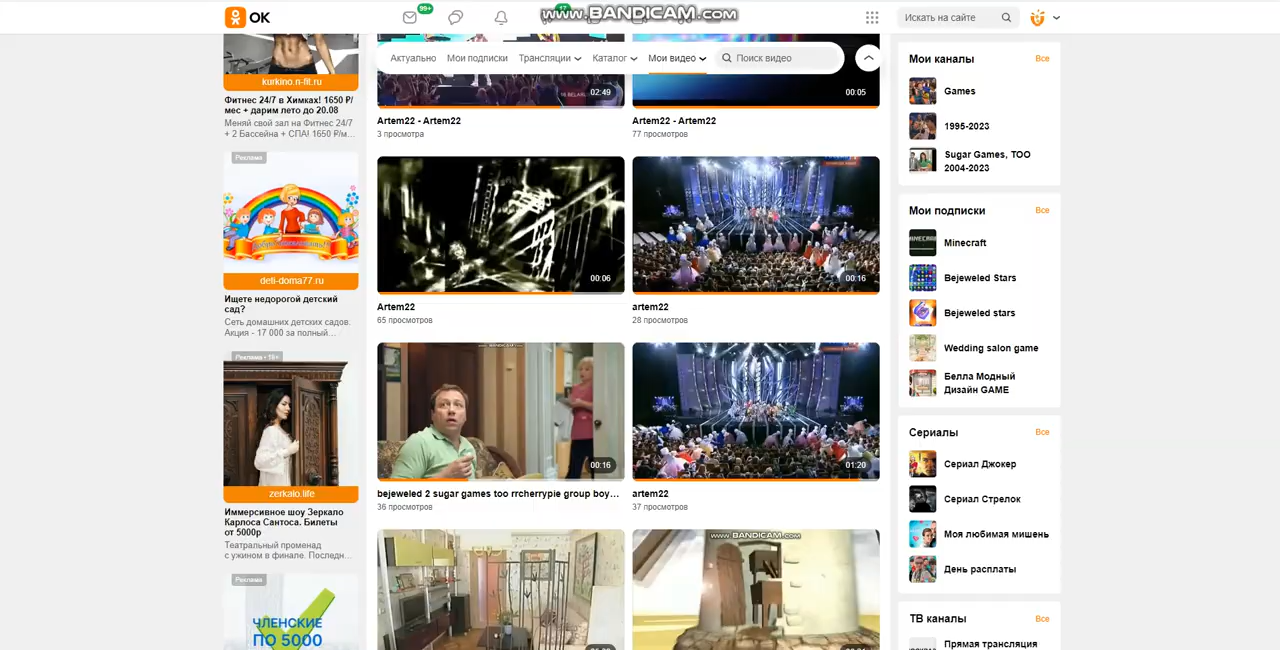 OK
99+
17
www.BANDICAM.com
Искать на сайте
kurkino.n-fit.ru
Фитнес 24/7 в Химках! 1650 ₽/
мес + дарим лето до 20.08
Меняй свой зал на Фитнес 24/7
+ 2 Бассейна + СПА! 1650 ₽/м...
Реклама
deti-doma77.ru
Ищете недорогой детский
сад?
Сеть домашних детских садов.
Акция - 17 000 за полный...
Реклама • 16+
zerkalo.life
Иммерсивное шоу Зеркало
Карлоса Сантоса. Билеты
от 5000р
Театральный променад
с ужином в финале. Последн...
Реклама
ЧЛЕНСКИЕ
ПО 5000
Актуально
Мои подписки
Трансляции
Каталог
Мои видео
Поиск видео
02:49
Artem22 - Artem22
3 просмотра
00:05
Artem22 - Artem22
77 просмотров
00:06
Artem22
65 просмотров
00:16
artem22
28 просмотров
00:16
bejeweled 2 sugar games too rrcherrypie group boy...
36 просмотров
01:20
artem22
37 просмотров
www.BANDICAM.com
Мои каналы
Все
Games
1995-2023
Sugar Games, ТОО
2004-2023
Мои подписки
Все
Minecraft
Bejeweled Stars
Bejeweled stars
Wedding salon game
Белла Модный
Дизайн GAME
Сериалы
Все
Сериал Джокер
Сериал Стрелок
Моя любимая мишень
День расплаты
ТВ каналы
Все
Прямая трансляция